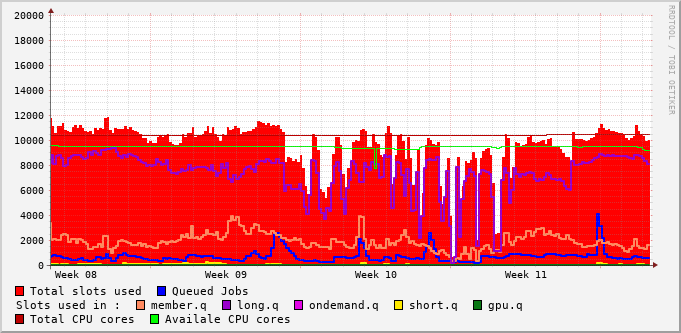 20000
18000
16000
14000
12000
10000
8000
6000
4000
2000
0
RRDTOOL / TOBI OETIKER
Week 08 Week 09 Week 10 Week 11
Total slots used Queued Jobs
Slots used in : member.q long.q ondemand.q short.q gpu.q
Total CPU cores Availale CPU cores